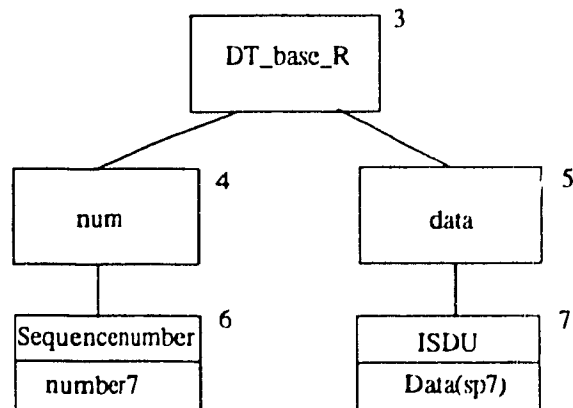 3
DT_base_R
4
5
num
data
6
7
Sequencenumber
ISDU
number7
Data(sp7)